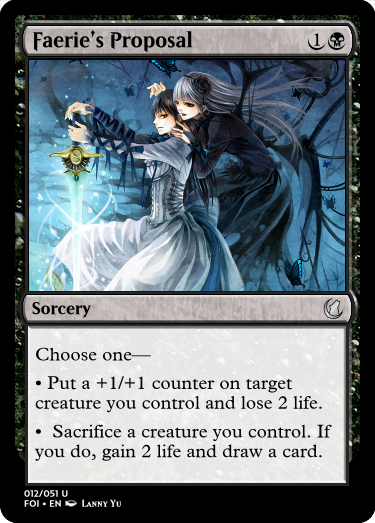 Faerie's Proposal 1
Sorcery
Choose one—
• Put a +1/+1 counter on target
creature you control and lose 2 life.
• Sacrifice a creature you control. If
you do, gain 2 life and draw a card.
012/051 U
FOI • EN Lanny Yu